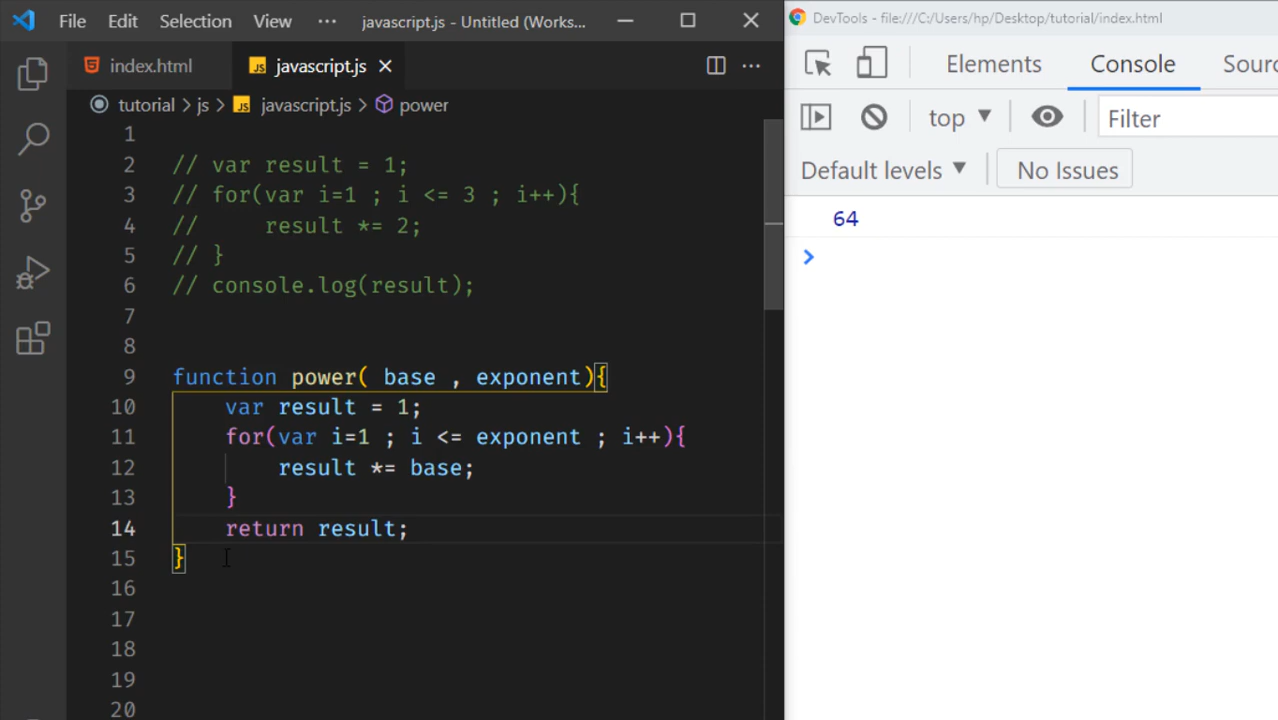 File Edit Selection View ··· javascript.js - Untitled (Works...
index.html javascript.js
tutorial > js > javascript.js > power
1
2 // var result = 1;
3 // for(var i=1 ; i <= 3 ; i++){
4 //     result *= 2;
5 // }
6 // console.log(result);
7
8
9 function power( base , exponent){
10     var result = 1;
11     for(var i=1 ; i <= exponent ; i++){
12         result *= base;
13     }
14     return result;
15 }
16
17
18
19
20
DevTools - file:///C:/Users/hp/Desktop/tutorial/index.html
Elements Console Sourc
top Filter
Default levels No Issues
64